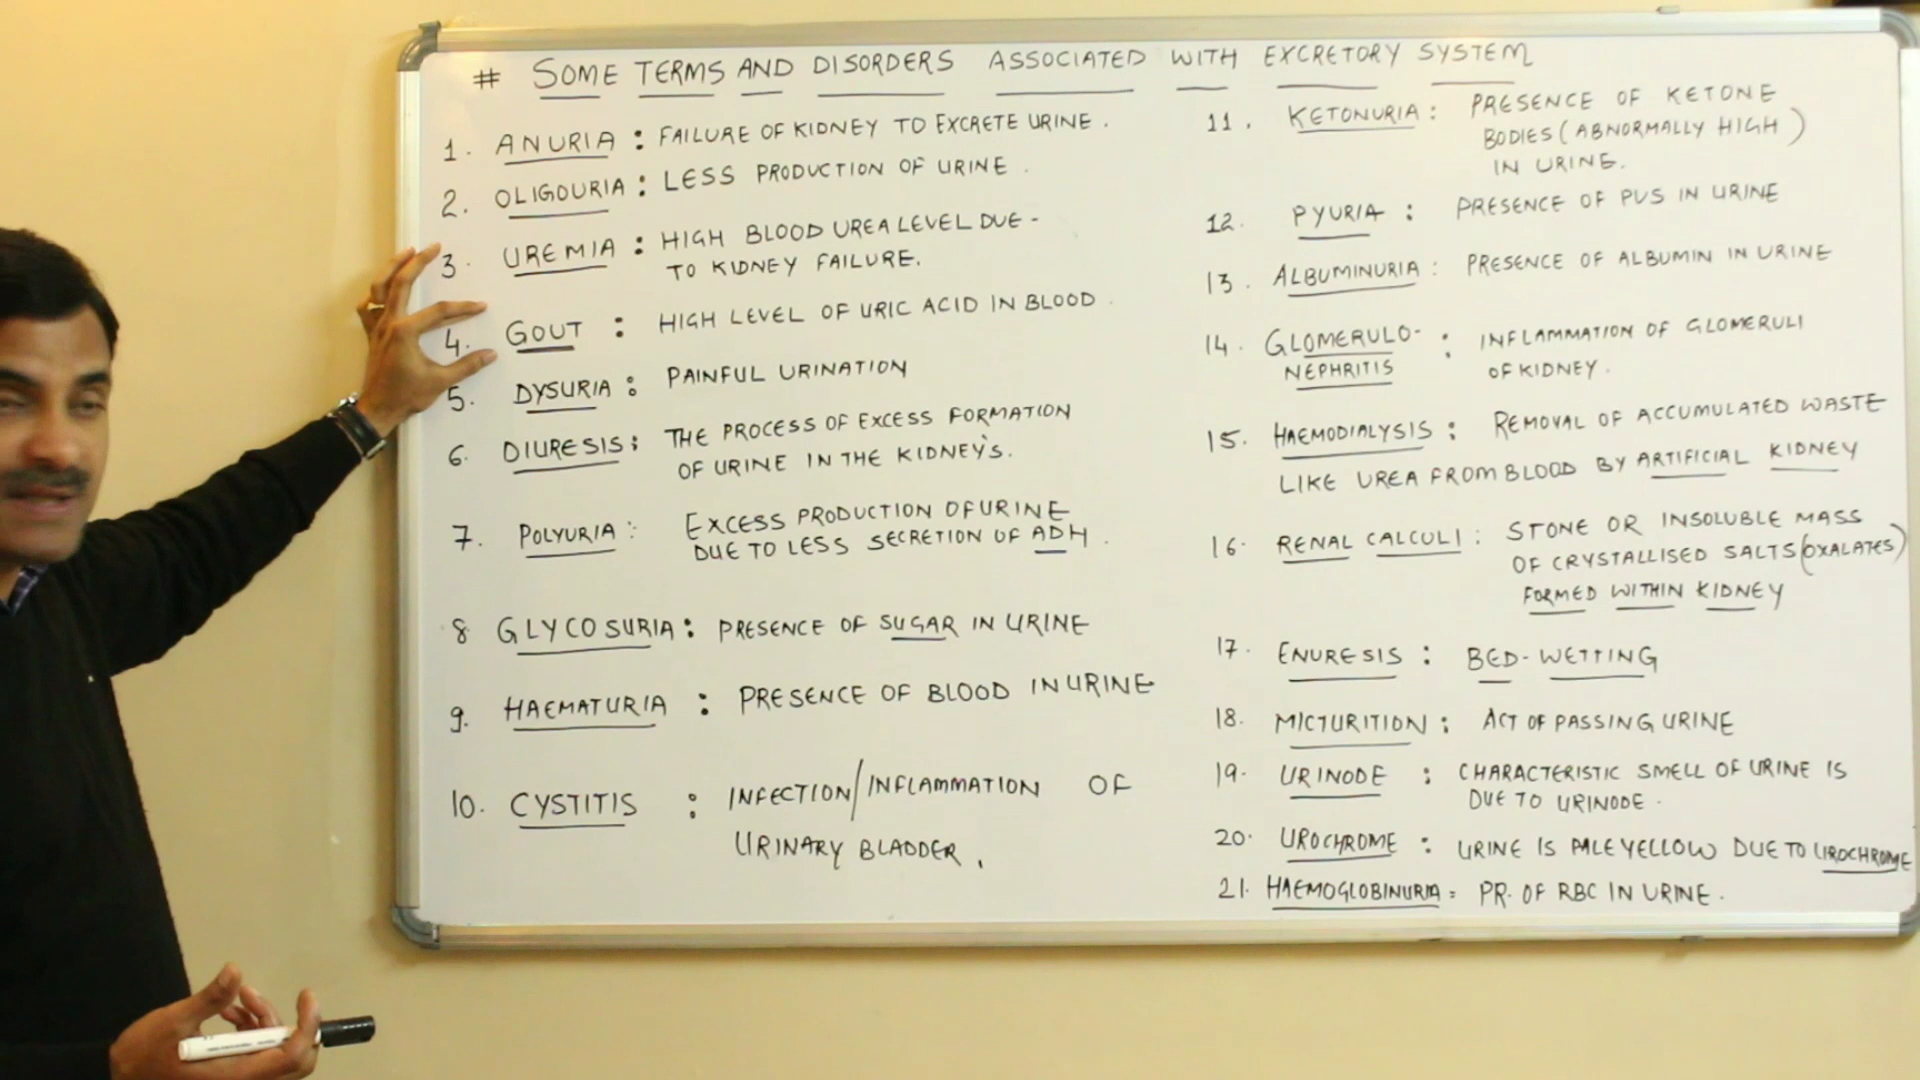 # SOME TERMS AND DISORDERS ASSOCIATED WITH EXCRETORY SYSTEM
1. ANURIA : FAILURE OF KIDNEY TO EXCRETE URINE.
2. OLIGOURIA : LESS PRODUCTION OF URINE.
3. UREMIA : HIGH BLOOD UREA LEVEL DUE-
TO KIDNEY FAILURE.
4. GOUT : HIGH LEVEL OF URIC ACID IN BLOOD.
5. DYSURIA : PAINFUL URINATION
6. DIURESIS : THE PROCESS OF EXCESS FORMATION
OF URINE IN THE KIDNEY'S.
7. POLYURIA : EXCESS PRODUCTION OF URINE
DUE TO LESS SECRETION OF ADH.
8 GLYCOSURIA : PRESENCE OF SUGAR IN URINE
9. HAEMATURIA : PRESENCE OF BLOOD IN URINE
10. CYSTITIS : INFECTION/INFLAMMATION OF
URINARY BLADDER.
11. KETONURIA : PRESENCE OF KETONE
BODIES (ABNORMALLY HIGH)
IN URINE.
12. PYURIA : PRESENCE OF PUS IN URINE
13. ALBUMINURIA : PRESENCE OF ALBUMIN IN URINE
14. GLOMERULO- : INFLAMMATION OF GLOMERULI
NEPHRITIS OF KIDNEY.
15. HAEMODIALYSIS : REMOVAL OF ACCUMULATED WASTE
LIKE UREA FROM BLOOD BY ARTIFICIAL KIDNEY
16. RENAL CALCULI : STONE OR INSOLUBLE MASS
OF CRYSTALLISED SALTS (OXALATES)
FORMED WITHIN KIDNEY
17. ENURESIS : BED-WETTING
18. MICTURITION : ACT OF PASSING URINE
19. URINODE : CHARACTERISTIC SMELL OF URINE IS
DUE TO URINODE.
20. UROCHROME : URINE IS PALE YELLOW DUE TO UROCHROME
21. HAEMOGLOBINURIA : PR. OF RBC IN URINE.